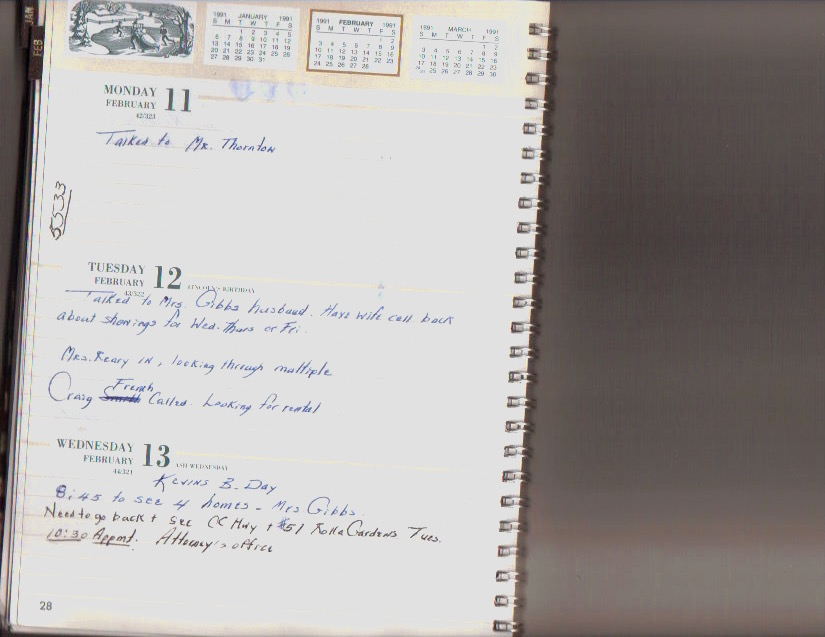 JAN
FEB
1991 JANUARY 1991
S M T W T F S
1 2 3 4 5
6 7 8 9 10 11 12
13 14 15 16 17 18 19
20 21 22 23 24 25 26
27 28 29 30 31
1991 FEBRUARY 1991
S M T W T F S
1 2
3 4 5 6 7 8 9
10 11 12 13 14 15 16
17 18 19 20 21 22 23
24 25 26 27 28
1991 MARCH 1991
S M T W T F S
1 2
3 4 5 6 7 8 9
10 11 12 13 14 15 16
17 18 19 20 21 22 23
25 26 27 28 29 30
MONDAY
FEBRUARY 11
42/323
Talked to Mr. Thornton
5533
TUESDAY
FEBRUARY 12
43/322 LINCOLN'S BIRTHDAY
Talked to Mrs. Gibbs husband. Have wife call back
about showings for Wed. Thurs or Fri.
Mrs. Keary in, looking through multiple
French
Craig Smith Called. Looking for rental
WEDNESDAY
FEBRUARY 13
44/321 ASH WEDNESDAY
Kevins B-Day
8:45 to see 4 homes - Mrs. Gibbs.
Need to go back + see CC Hwy + #51 Rolla Gardens Tues.
10:30 Appmt. Attorney's office
28